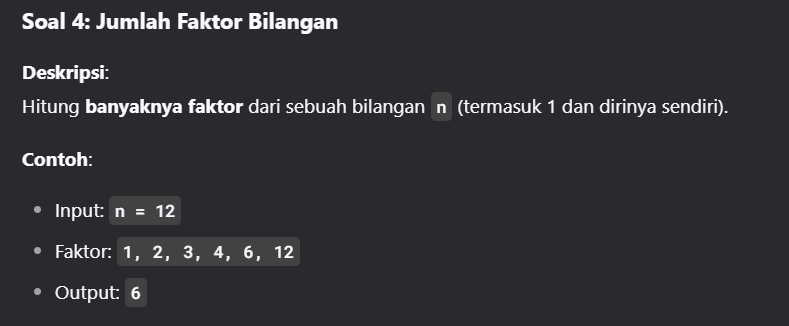 Soal 4: Jumlah Faktor Bilangan
Deskripsi:
Hitung banyaknya faktor dari sebuah bilangan n (termasuk 1 dan dirinya sendiri).
Contoh:
• Input: n = 12
• Faktor: 1, 2, 3, 4, 6, 12
• Output: 6